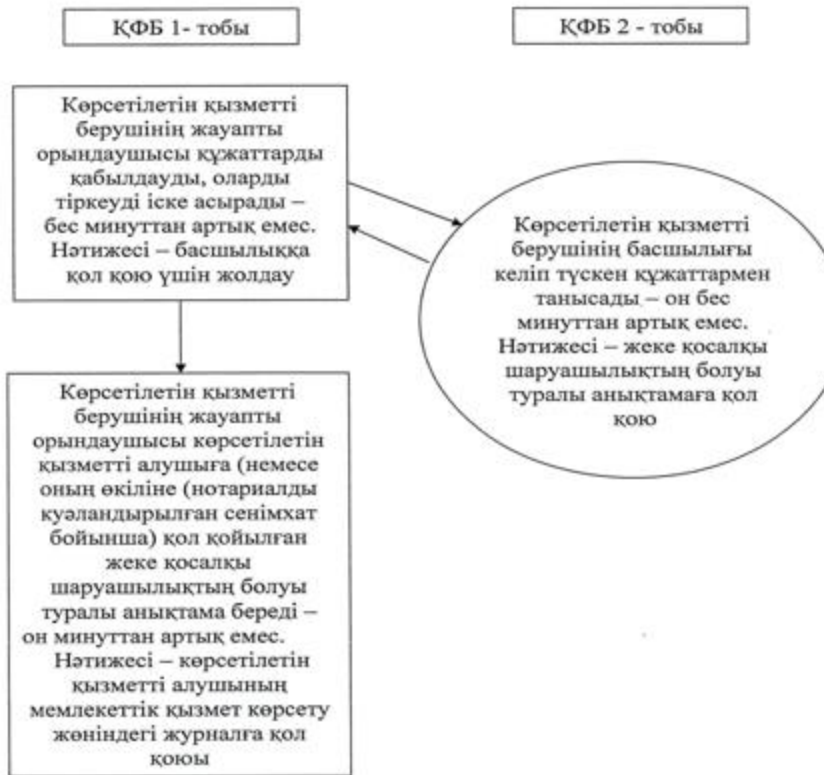 ҚФБ 1- тобы
ҚФБ 2 - тобы
Көрсетілетін қызметті
берушінің жауапты
орындаушысы құжаттарды
қабылдауды, оларды
тіркеуді іске асырады –
бес минуттан артық емес.
Нәтижесі – басшылыққа
қол қою үшін жолдау
Көрсетілетін қызметті
берушінің басшылығы
келіп түскен құжаттармен
танысады – он бес
минуттан артық емес.
Нәтижесі – жеке қосалқы
шаруашылықтың болуы
туралы анықтамаға қол
қою
Көрсетілетін қызметті
берушінің жауапты
орындаушысы көрсетілетін
қызметті алушыға (немесе
оның өкіліне (нотариалды
куәландырылған сенімхат
бойынша) қол қойылған
жеке қосалқы
шаруашылықтың болуы
туралы анықтама береді –
он минуттан артық емес.
Нәтижесі – көрсетілетін
қызметті алушының
мемлекеттік қызмет көрсету
жөніндегі журналға қол
қоюы